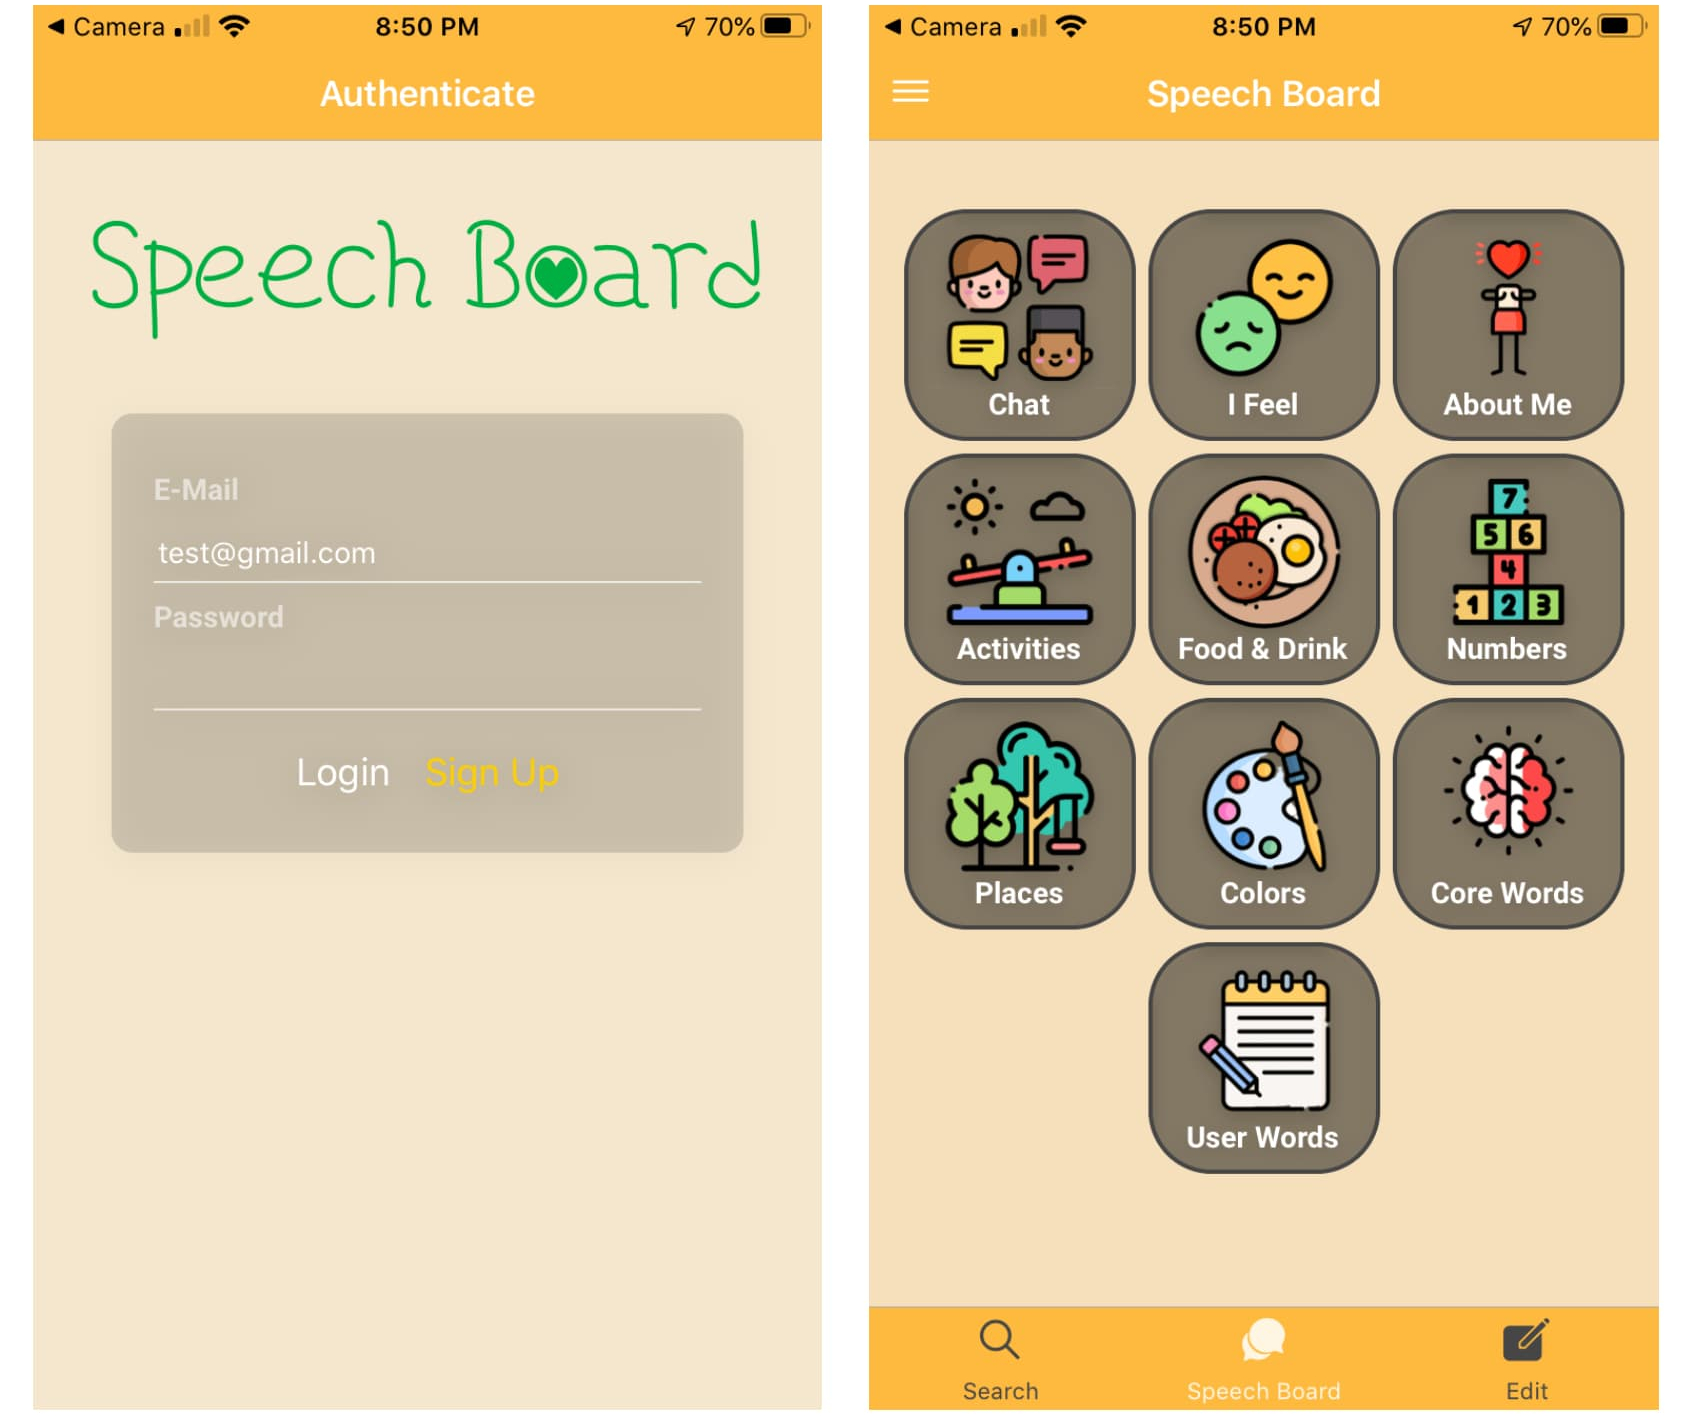 Camera 8:50 PM 70%
Authenticate
Speech Board
E-Mail
test@gmail.com
Password
Login Sign Up
Camera 8:50 PM 70%
Speech Board
Chat I Feel About Me
7
5 6
4
1 2 3
Activities Food & Drink Numbers
Places Colors Core Words
User Words
Search Speech Board Edit